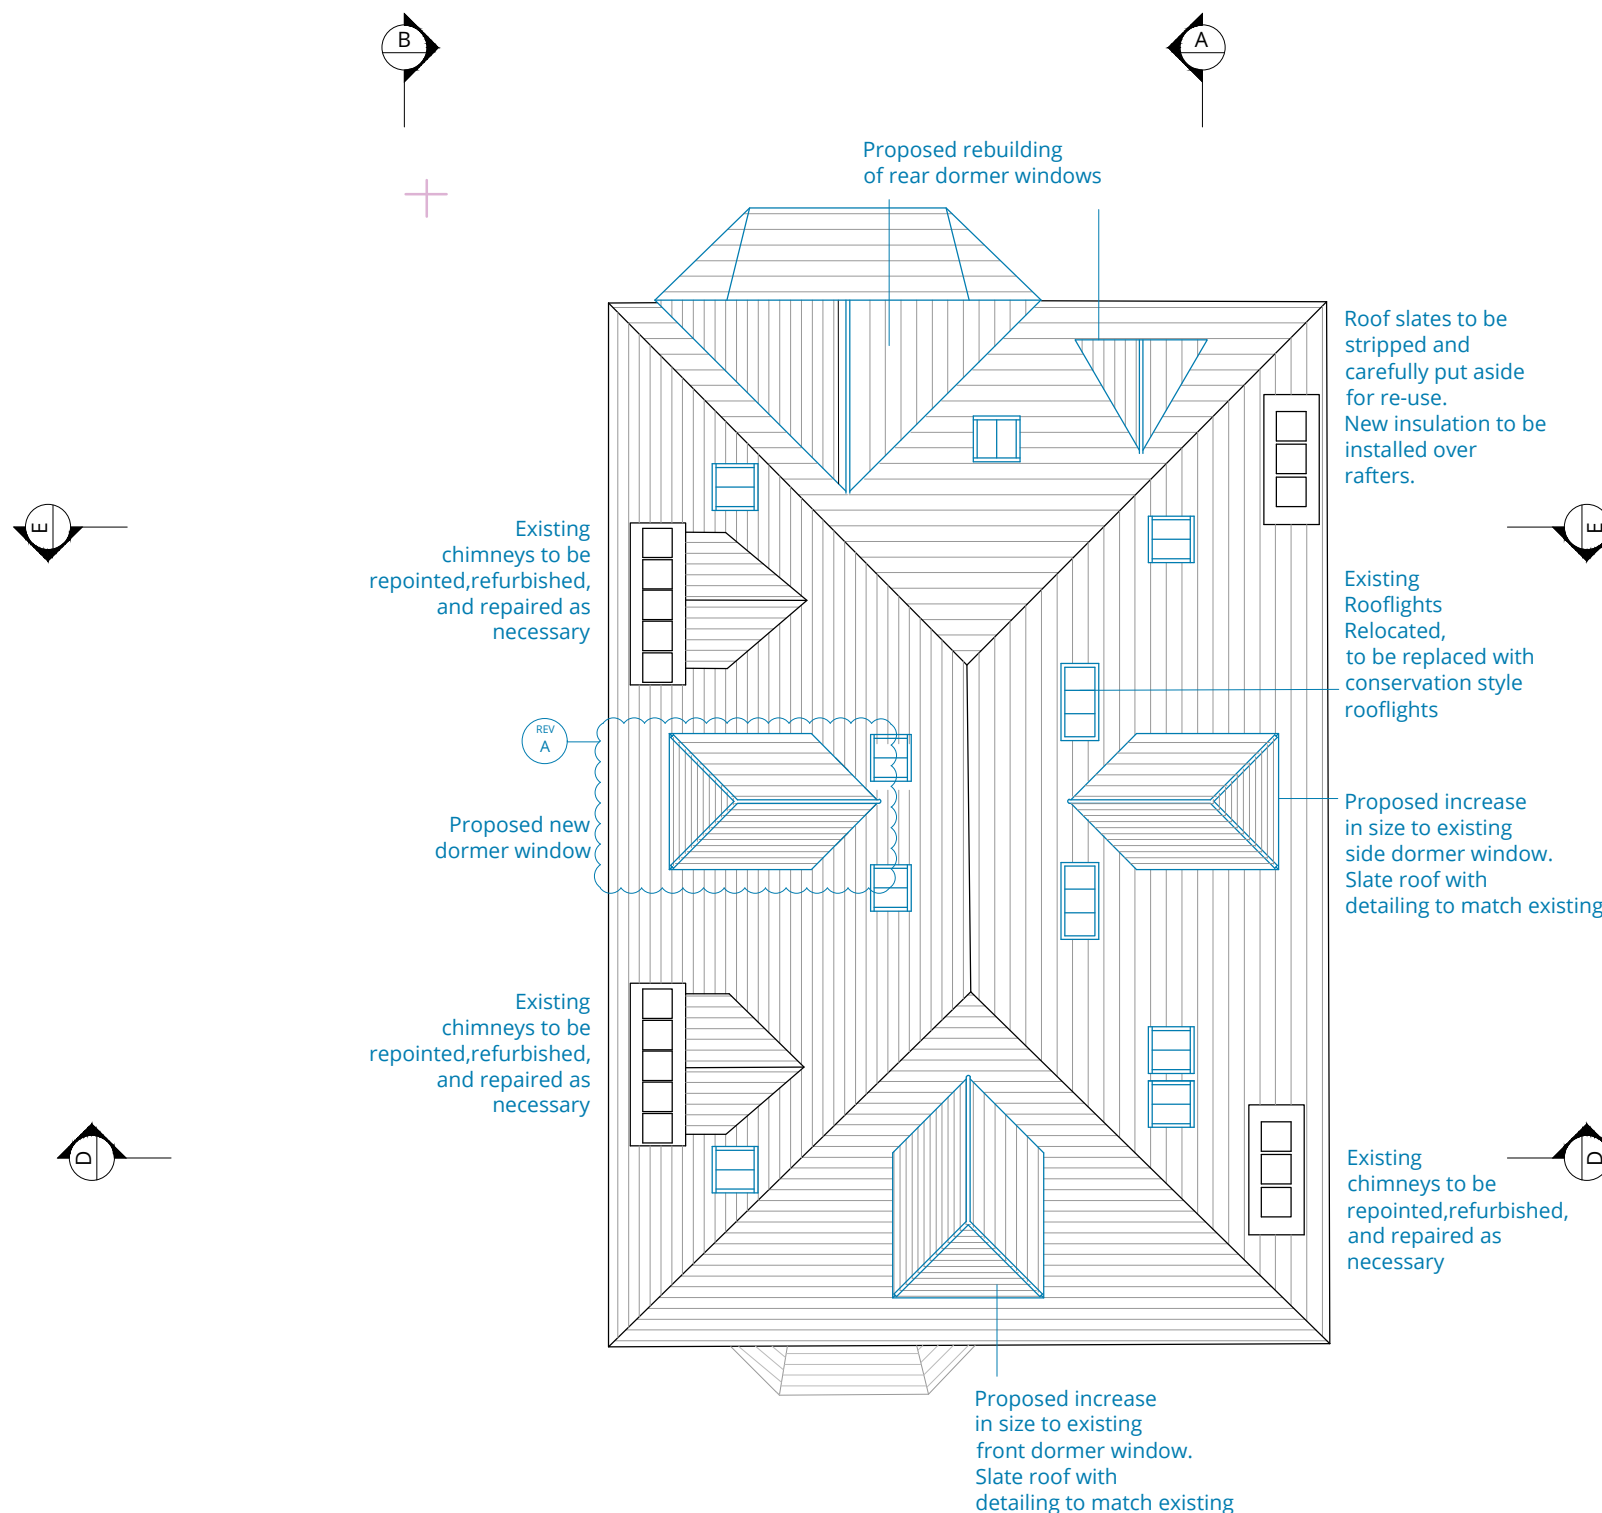 B
A
Proposed rebuilding
of rear dormer windows
Roof slates to be
stripped and
carefully put aside
for re-use.
New insulation to be
installed over
rafters.
E
E
Existing
chimneys to be
repointed,refurbished,
and repaired as
necessary
Existing
Rooflights
Relocated,
to be replaced with
conservation style
rooflights
REV
A
Proposed new
dormer window
Proposed increase
in size to existing
side dormer window.
Slate roof with
detailing to match existing
Existing
chimneys to be
repointed,refurbished,
and repaired as
necessary
D
D
Existing
chimneys to be
repointed,refurbished,
and repaired as
necessary
Proposed increase
in size to existing
front dormer window.
Slate roof with
detailing to match existing